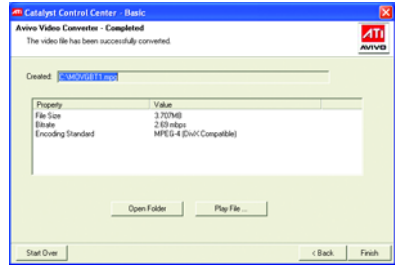 Catalyst Control Center - Basic
Avivo Video Converter - Completed
The video file has been successfully converted.
ATI
AVIVO
Created: C:\MOVGBT1.mpg
Property Value
File Size 3.707MB
Bitrate 2.69 mbps
Encoding Standard MPEG-4 (DivX Compatible)
Open Folder Play File ...
Start Over < Back Finish